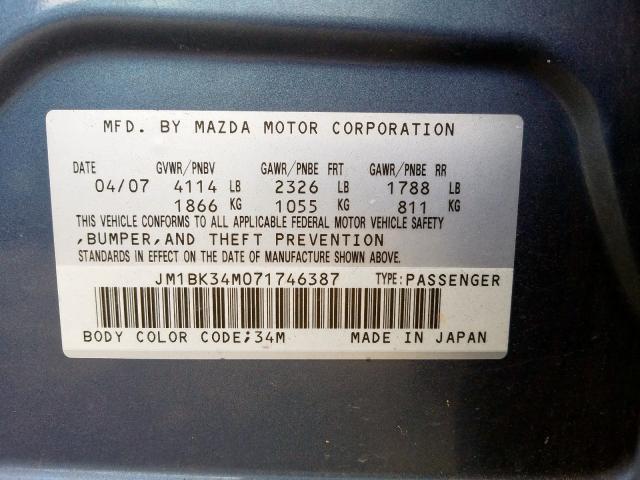 MFD. BY MAZDA MOTOR CORPORATION
DATE GVWR/PNBV GAWR/PNBE FRT GAWR/PNBE RR
04/07 4114 LB 2326 LB 1788 LB
1866 KG 1055 KG 811 KG
THIS VEHICLE CONFORMS TO ALL APPLICABLE FEDERAL MOTOR VEHICLE SAFETY
,BUMPER,AND THEFT PREVENTION
STANDARDS IN EFFECT ON THE DATE OF MANUFACTURE SHOWN ABOVE.
JM1BK34M071746387 TYPE:PASSENGER
BODY COLOR CODE;34M MADE IN JAPAN